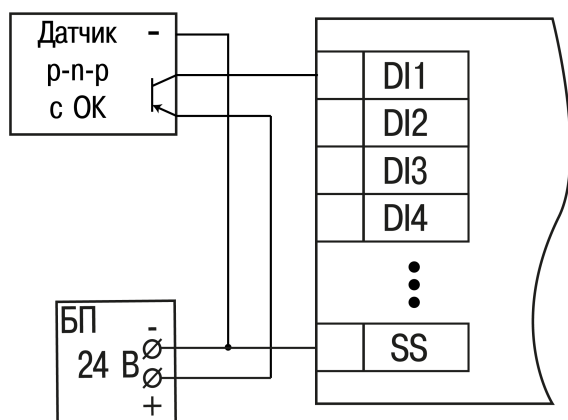 Датчик -
p-n-p
с ОК
DI1
DI2
DI3
DI4
SS
БП -
24 В
+